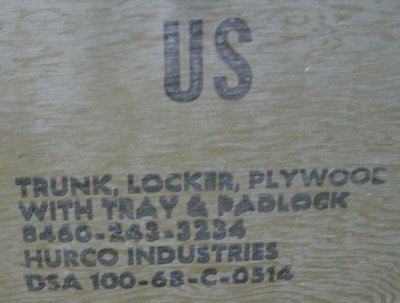 US
TRUNK, LOCKER, PLYWOOD
WITH TRAY & PADLOCK
8460-243-3234
HURCO INDUSTRIES
DSA 100-68-C-0514